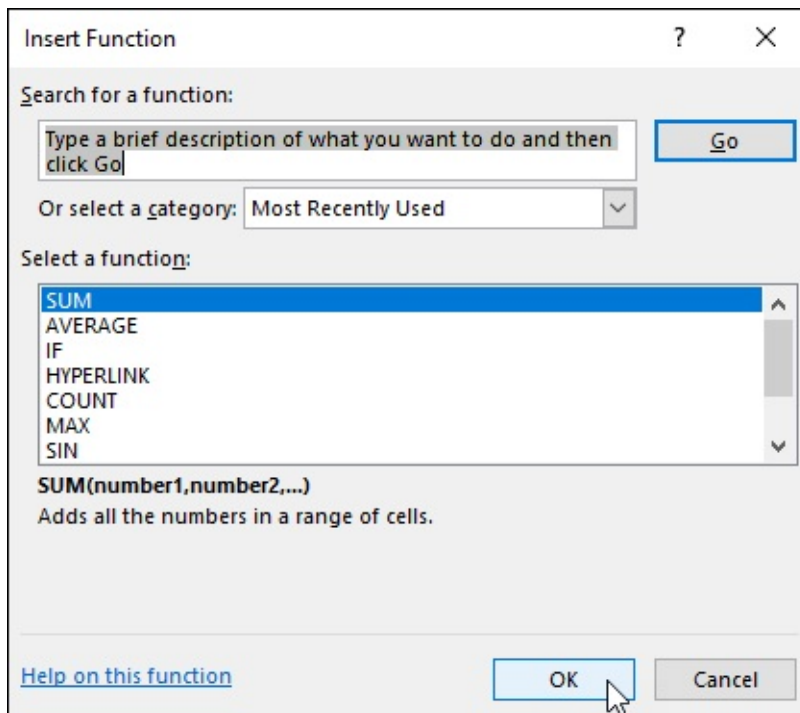 Insert Function
?
Search for a function:
Type a brief description of what you want to do and then
click Go
Go
Or select a category: Most Recently Used
Select a function:
SUM
AVERAGE
IF
HYPERLINK
COUNT
MAX
SIN
SUM(number1,number2,...)
Adds all the numbers in a range of cells.
Help on this function OK Cancel